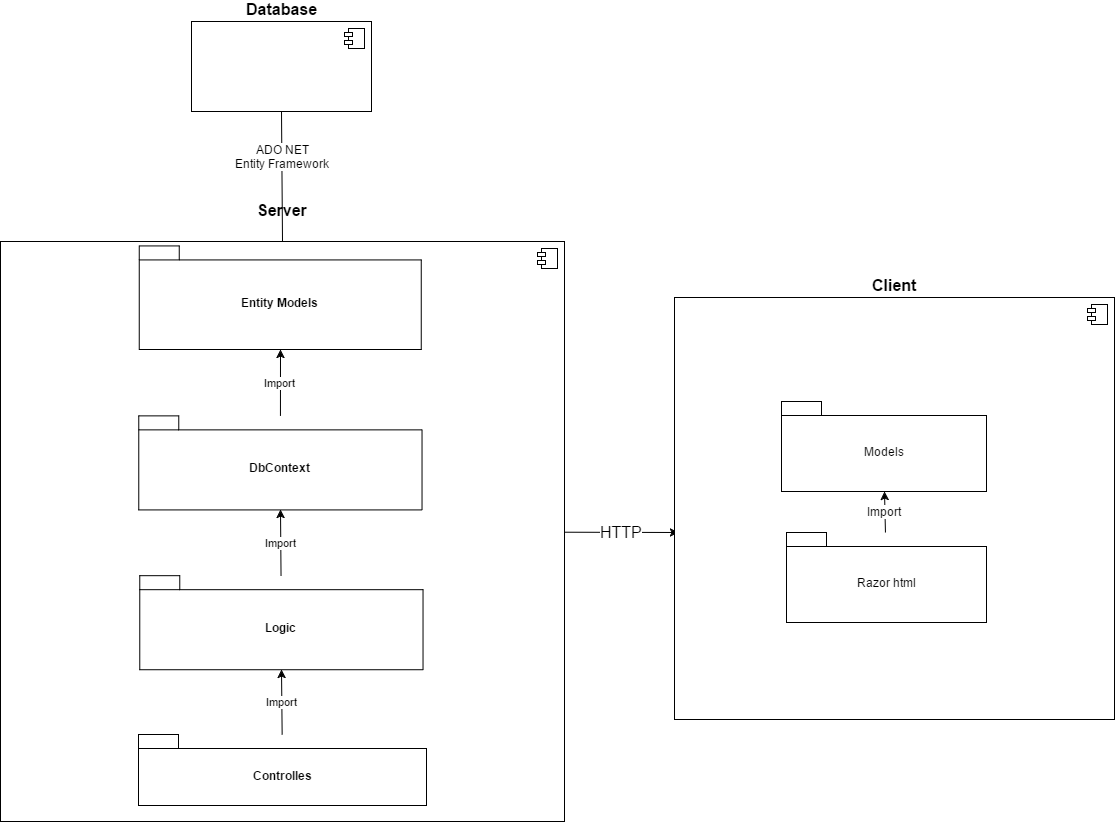 Database
ADO NET
Entity Framework
Server
Entity Models
Import
DbContext
Import
Logic
Import
Controlles
HTTP
Client
Models
Import
Razor html